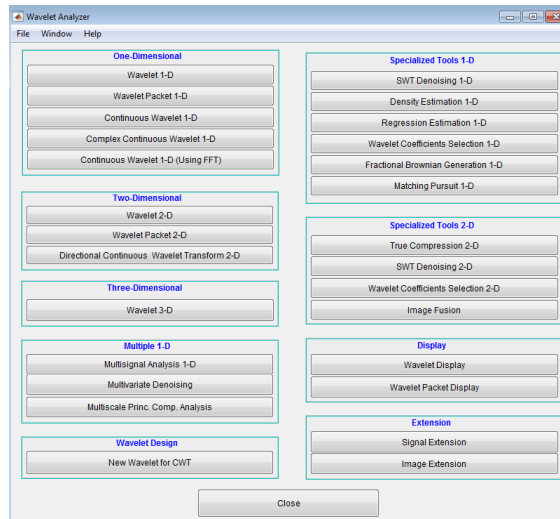 Wavelet Analyzer
File Window Help
One-Dimensional
Wavelet 1-D
Wavelet Packet 1-D
Continuous Wavelet 1-D
Complex Continuous Wavelet 1-D
Continuous Wavelet 1-D (Using FFT)
Two-Dimensional
Wavelet 2-D
Wavelet Packet 2-D
Directional Continuous Wavelet Transform 2-D
Three-Dimensional
Wavelet 3-D
Multiple 1-D
Multisignal Analysis 1-D
Multivariate Denoising
Multiscale Princ. Comp. Analysis
Wavelet Design
New Wavelet for CWT
Specialized Tools 1-D
SWT Denoising 1-D
Density Estimation 1-D
Regression Estimation 1-D
Wavelet Coefficients Selection 1-D
Fractional Brownian Generation 1-D
Matching Pursuit 1-D
Specialized Tools 2-D
True Compression 2-D
SWT Denoising 2-D
Wavelet Coefficients Selection 2-D
Image Fusion
Display
Wavelet Display
Wavelet Packet Display
Extension
Signal Extension
Image Extension
Close